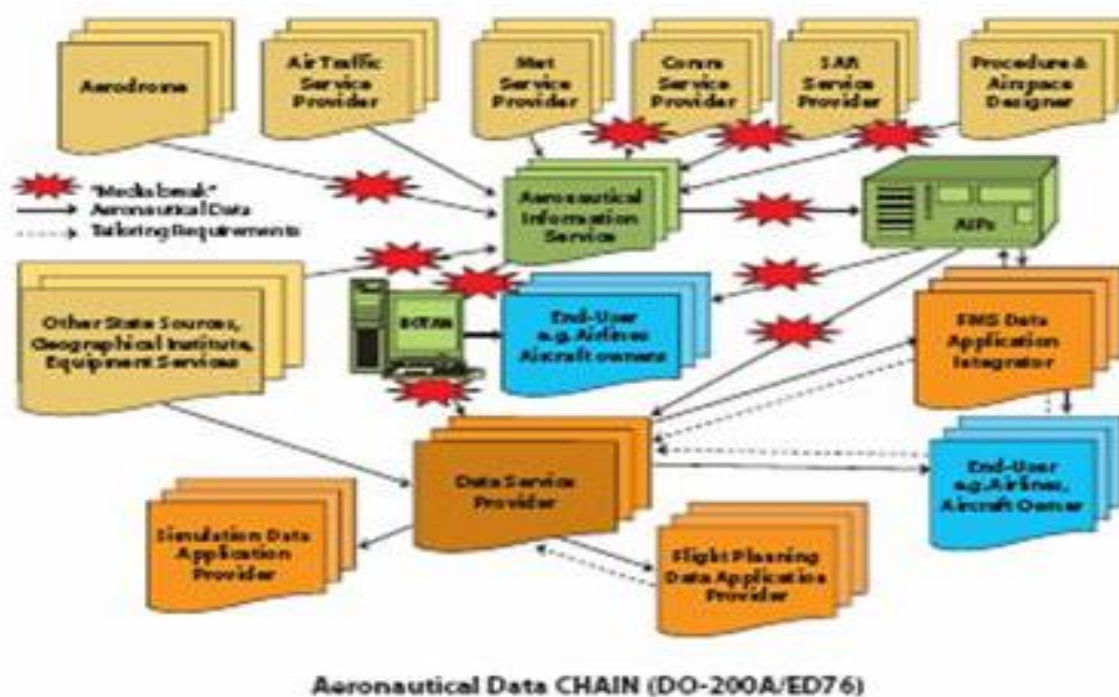 Aerodrome
Air Traffic
Service
Provider
Met
Service
Provider
Comm
Service
Provider
SAR
Service
Provider
Procedure &
Airspace
Designer
"Media break"
Aeronautical Data
Tailoring Requirements
Aeronautical
Information
Service
AIPs
Other State Sources,
Geographical Institute,
Equipment Services
End-User
e.g. Airlines
Aircraft owners
FMS Data
Application
Integrator
Data Service
Provider
End-User
e.g. Airlines,
Aircraft Owner
Simulation Data
Application
Provider
Flight Planning
Data Application
Provider
Aeronautical Data CHAIN (DO-200A/ED76)